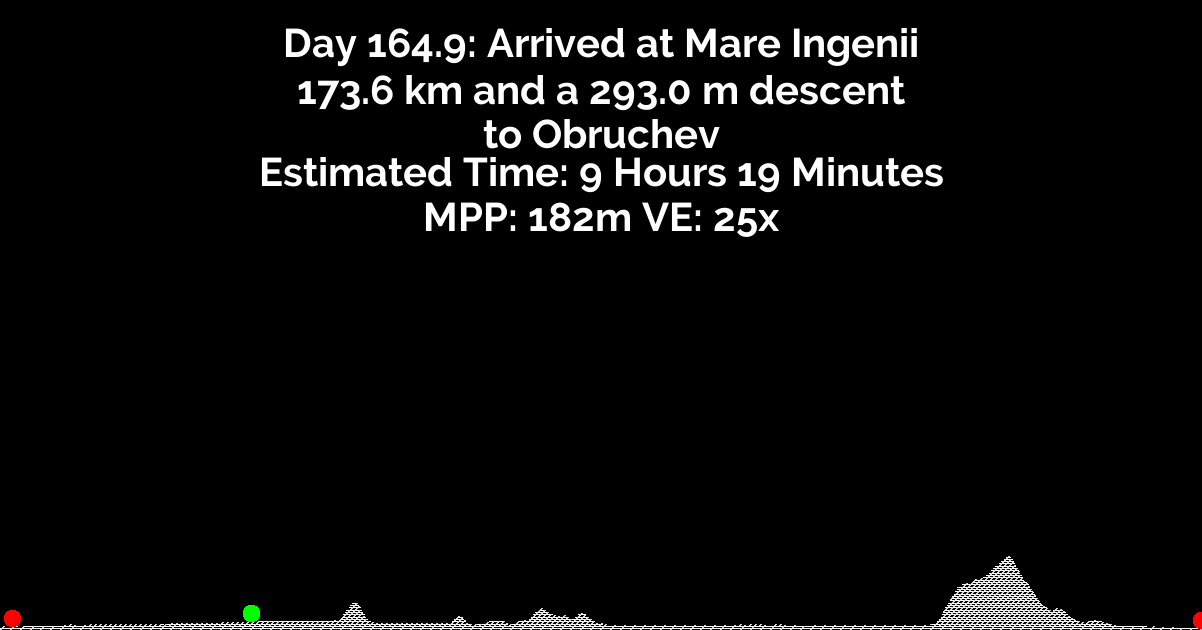 Day 164.9: Arrived at Mare Ingenii
173.6 km and a 293.0 m descent
to Obruchev
Estimated Time: 9 Hours 19 Minutes
MPP: 182m VE: 25x